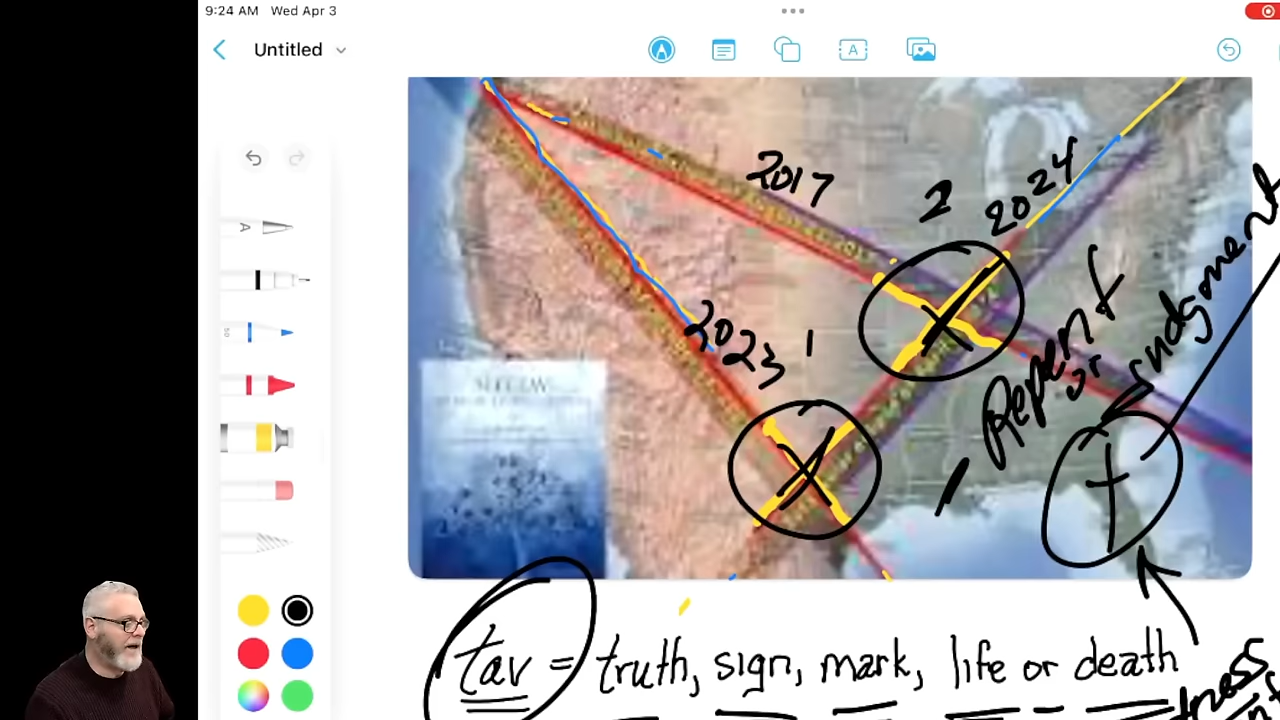 9:24 AM Wed Apr 3
Untitled
A
A
2017
2
2024
2023
1
Repent
or
Judgment
tav = truth, sign, mark, life or death